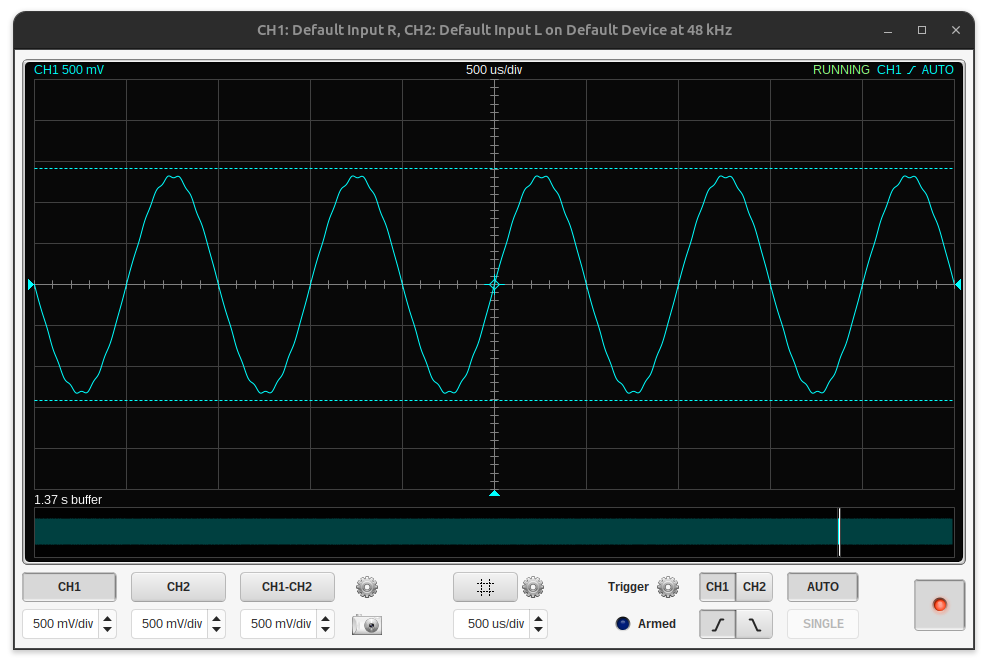 CH1: Default Input R, CH2: Default Input L on Default Device at 48 kHz
CH1 500 mV 500 us/div RUNNING CH1 AUTO
1.37 s buffer
CH1 CH2 CH1-CH2 Trigger CH1 CH2 AUTO
500 mV/div 500 mV/div 500 mV/div 500 us/div Armed SINGLE